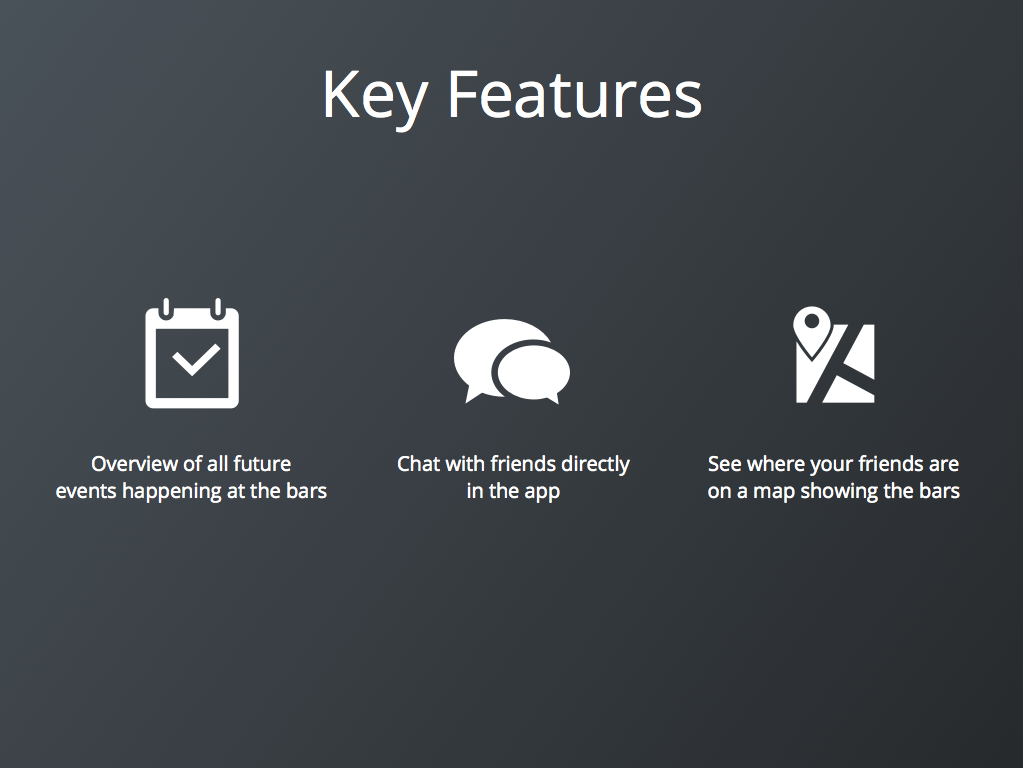 Key Features
Overview of all future
events happening at the bars
Chat with friends directly
in the app
See where your friends are
on a map showing the bars